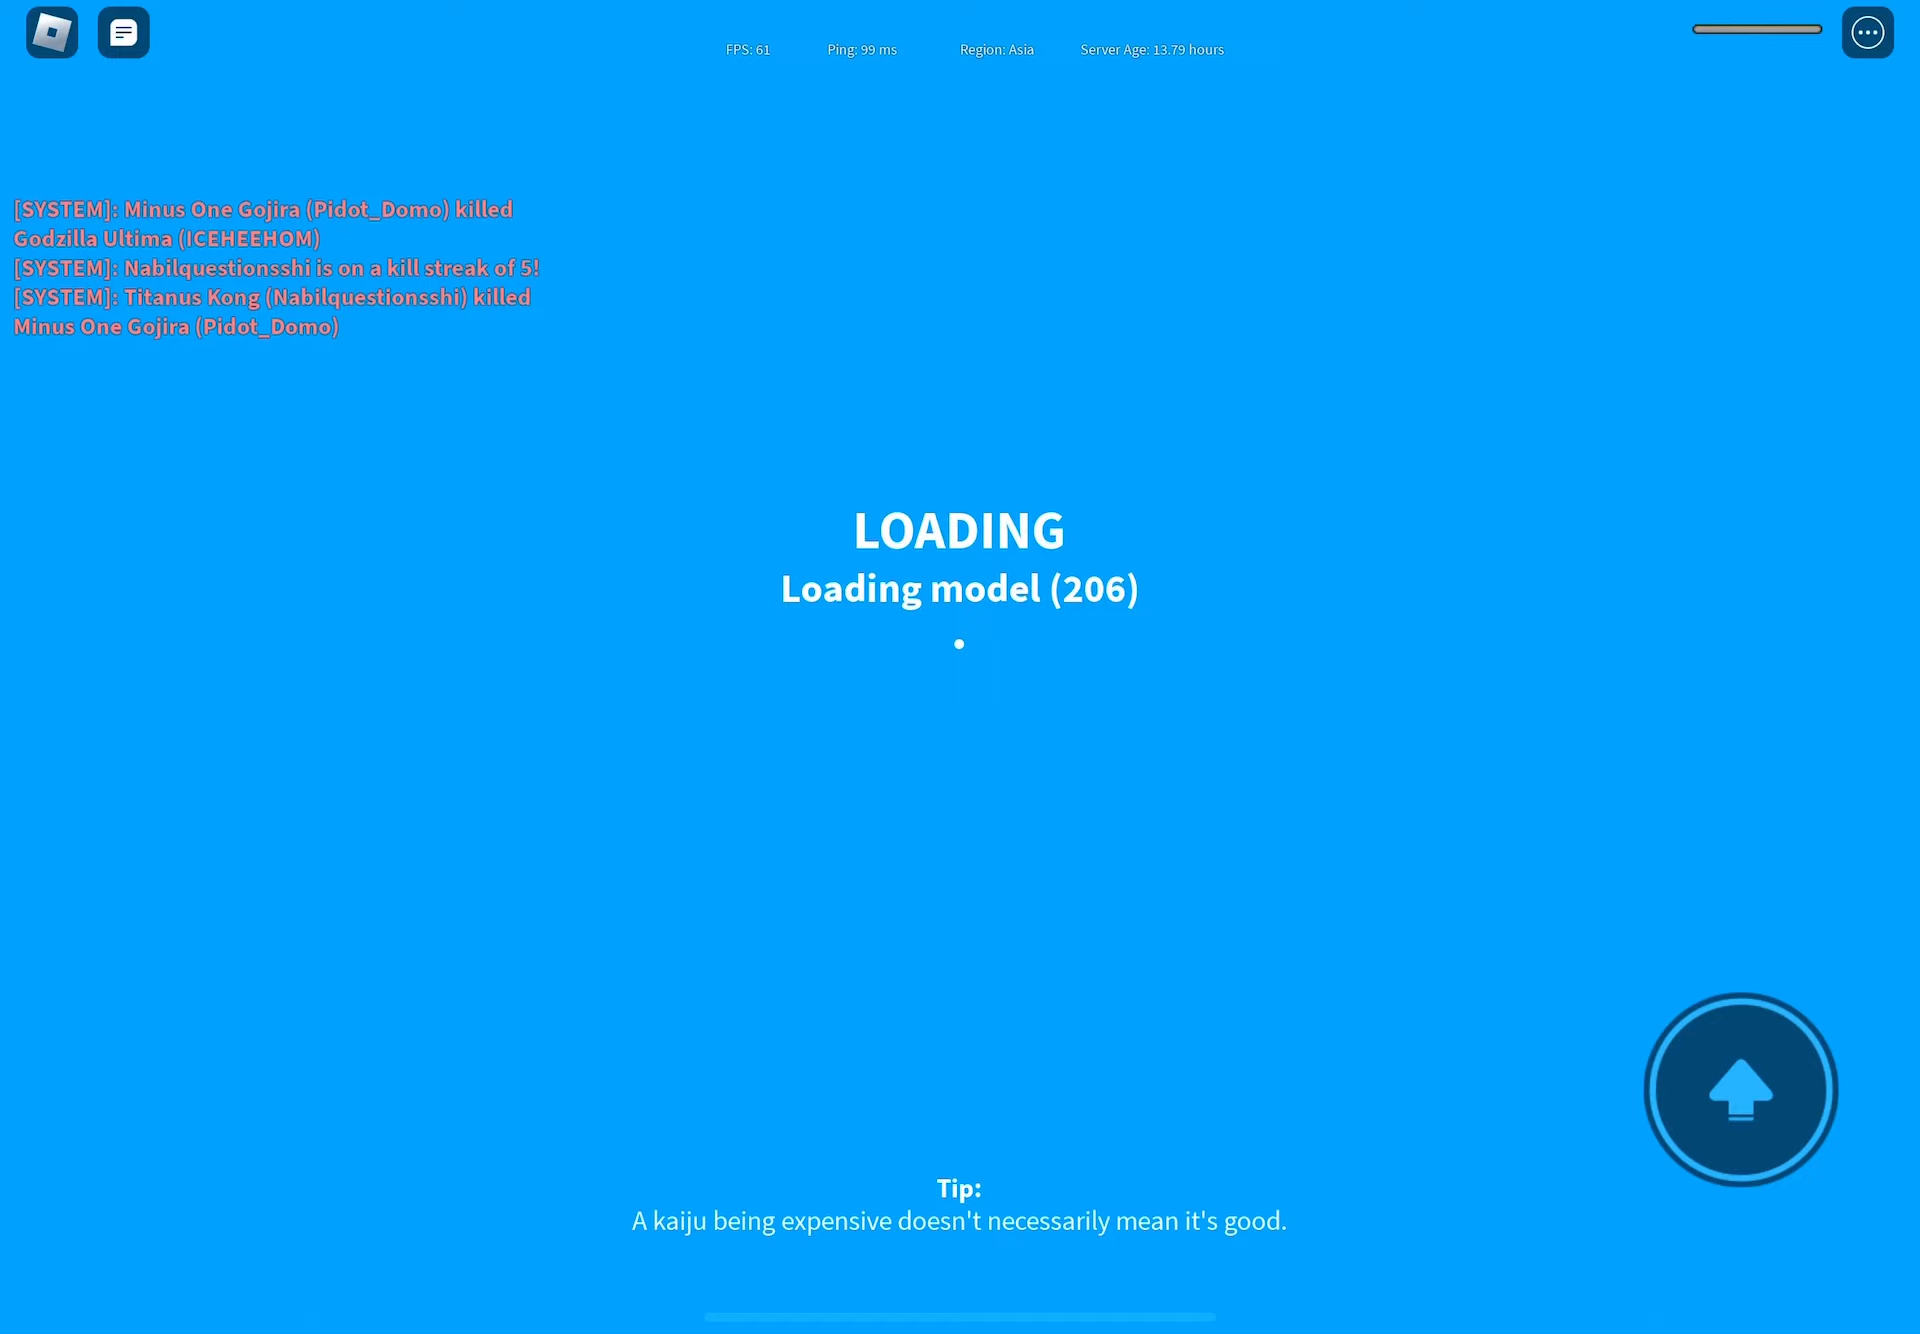 FPS: 61 Ping: 99 ms Region: Asia Server Age: 13.79 hours
[SYSTEM]: Minus One Gojira (Pidot_Domo) killed
Godzilla Ultima (ICEHEEHOM)
[SYSTEM]: Nabilquestionsshi is on a kill streak of 5!
[SYSTEM]: Titanus Kong (Nabilquestionsshi) killed
Minus One Gojira (Pidot_Domo)
LOADING
Loading model (206)
Tip:
A kaiju being expensive doesn't necessarily mean it's good.